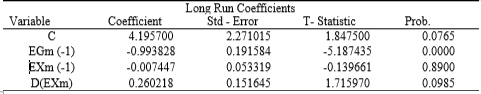 Long Run Coefficients
Variable Coefficient Std - Error T- Statistic Prob.
C 4.195700 2.271015 1.847500 0.0765
EGm (-1) -0.993828 0.191584 -5.187435 0.0000
EXm (-1) -0.007447 0.053319 -0.139661 0.8900
D(EXm) 0.260218 0.151645 1.715970 0.0985